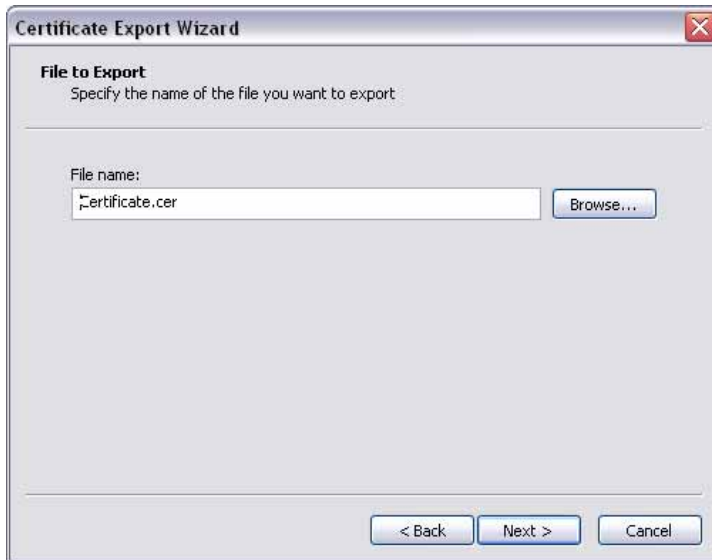 Certificate Export Wizard
File to Export
Specify the name of the file you want to export
File name:
Certificate.cer
Browse...
< Back
Next >
Cancel